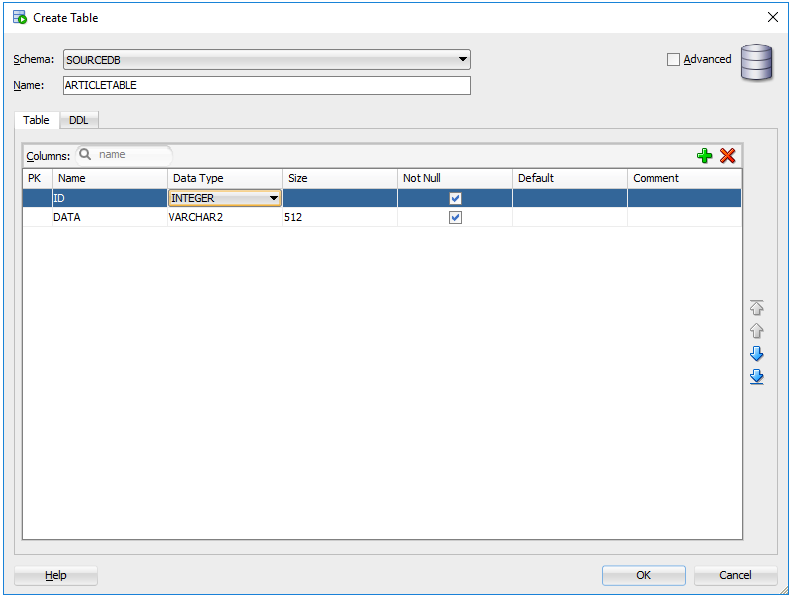 Create Table
Schema: SOURCEDB Advanced
Name: ARTICLETABLE
Table DDL
Columns: name
PK Name Data Type Size Not Null Default Comment
ID INTEGER
DATA VARCHAR2 512
Help OK Cancel